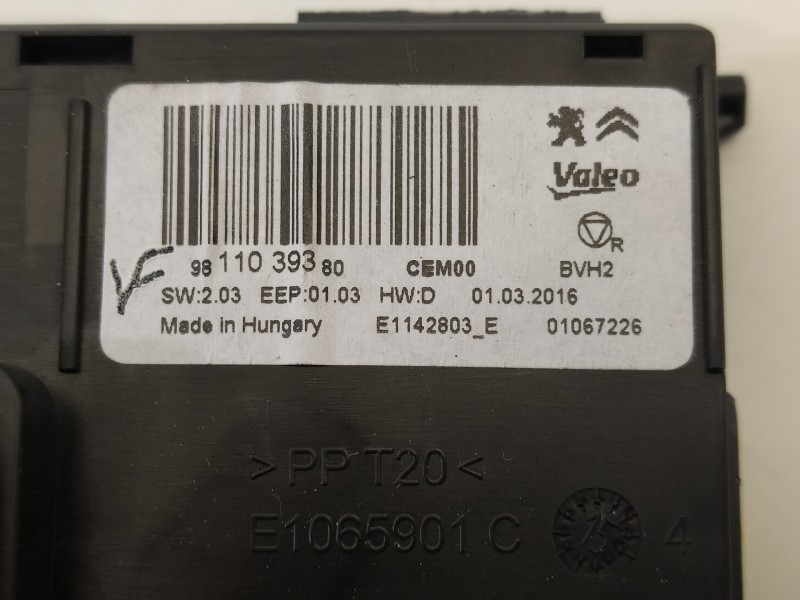 Valeo
R
98 110 393 80 CEM00 BVH2
VF
SW:2.03 EEP:01.03 HW:D 01.03.2016
Made in Hungary E1142803_E 01067226
>PP T20<
E1065901 C 4